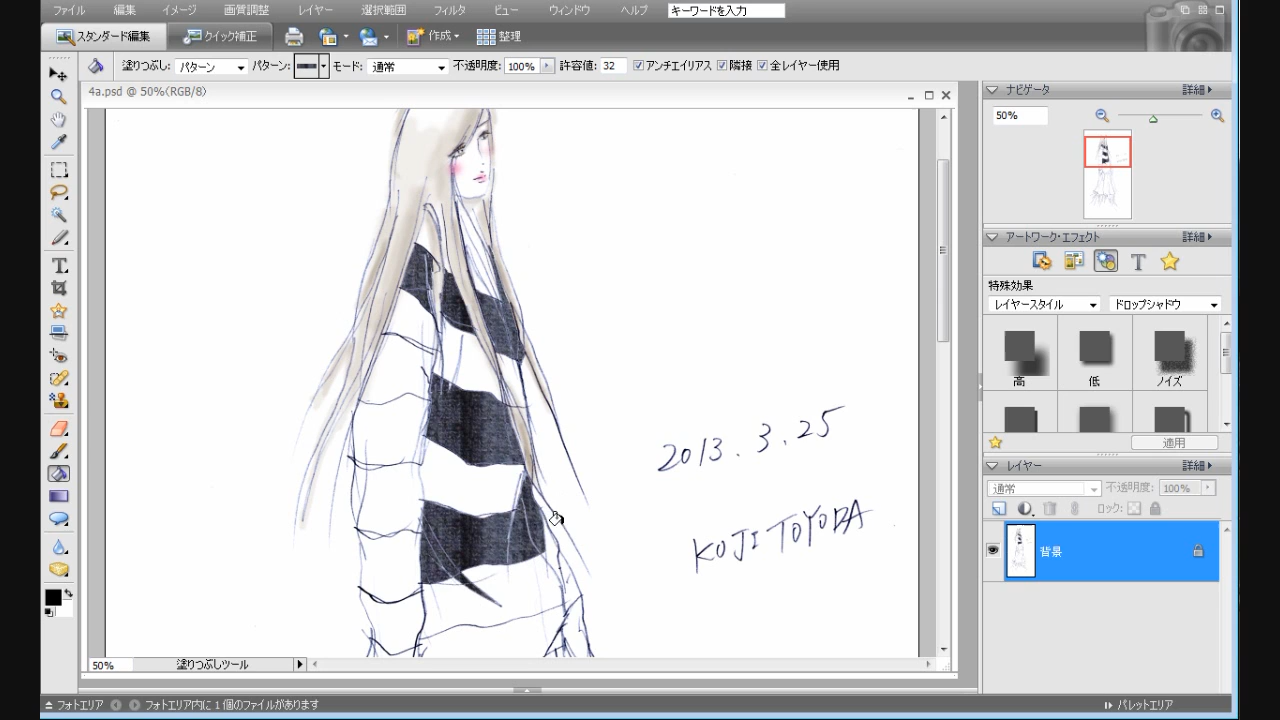 ファイル 編集 イメージ 画質調整 レイヤー 選択範囲 フィルタ ビュー ウィンドウ ヘルプ キーワードを入力
スタンダード編集 クイック補正 作成 整理
塗りつぶし: パターン パターン: モード: 通常 不透明度: 100% 許容値: 32 アンチエイリアス 隣接 全レイヤー使用
4a.psd @ 50%(RGB/8)
ナビゲータ 詳細
50%
アートワーク・エフェクト 詳細
T
特殊効果
レイヤースタイル ドロップシャドウ
高 低 ノイズ
適用
2013.3.25
KOJI TOYODA
レイヤー 詳細
通常 不透明度: 100%
ロック:
背景
50% 塗りつぶしツール
フォトエリア フォトエリア内に1個のファイルがあります パレットエリア